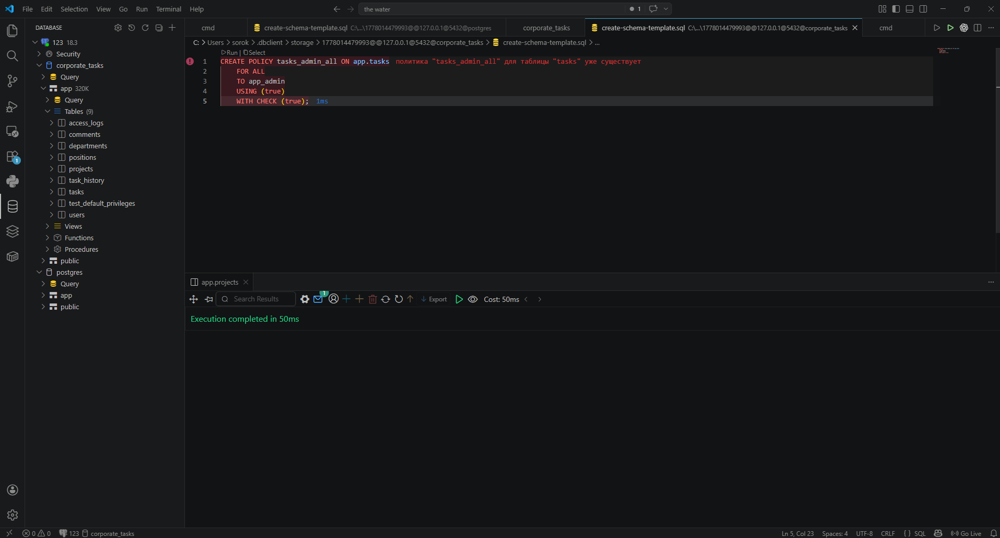 File Edit Selection View Go Run Terminal Help
the water
1
DATABASE
cmd
create-schema-template.sql C:\...\1778014479993@@127.0.0.1@5432@postgres
corporate_tasks
create-schema-template.sql C:\...\1778014479993@@127.0.0.1@5432@corporate_tasks
cmd
C: > Users > sorok > .dbclient > storage > 1778014479993@@127.0.0.1@5432@corporate_tasks > create-schema-template.sql > ...
123 18.3
Security
corporate_tasks
Query
app 320K
Query
Tables (9)
access_logs
comments
departments
positions
projects
task_history
tasks
test_default_privileges
users
Views
Functions
Procedures
public
postgres
Query
app
public
1
Run | Select
1 CREATE POLICY tasks_admin_all ON app.tasks политика "tasks_admin_all" для таблицы "tasks" уже существует
2 FOR ALL
3 TO app_admin
4 USING (true)
5 WITH CHECK (true); 1ms
app.projects
Search Results
1
Export
Cost: 50ms
Execution completed in 50ms
0 0 123 corporate_tasks
Ln 5, Col 23 Spaces: 4 UTF-8 CRLF { } SQL Go Live